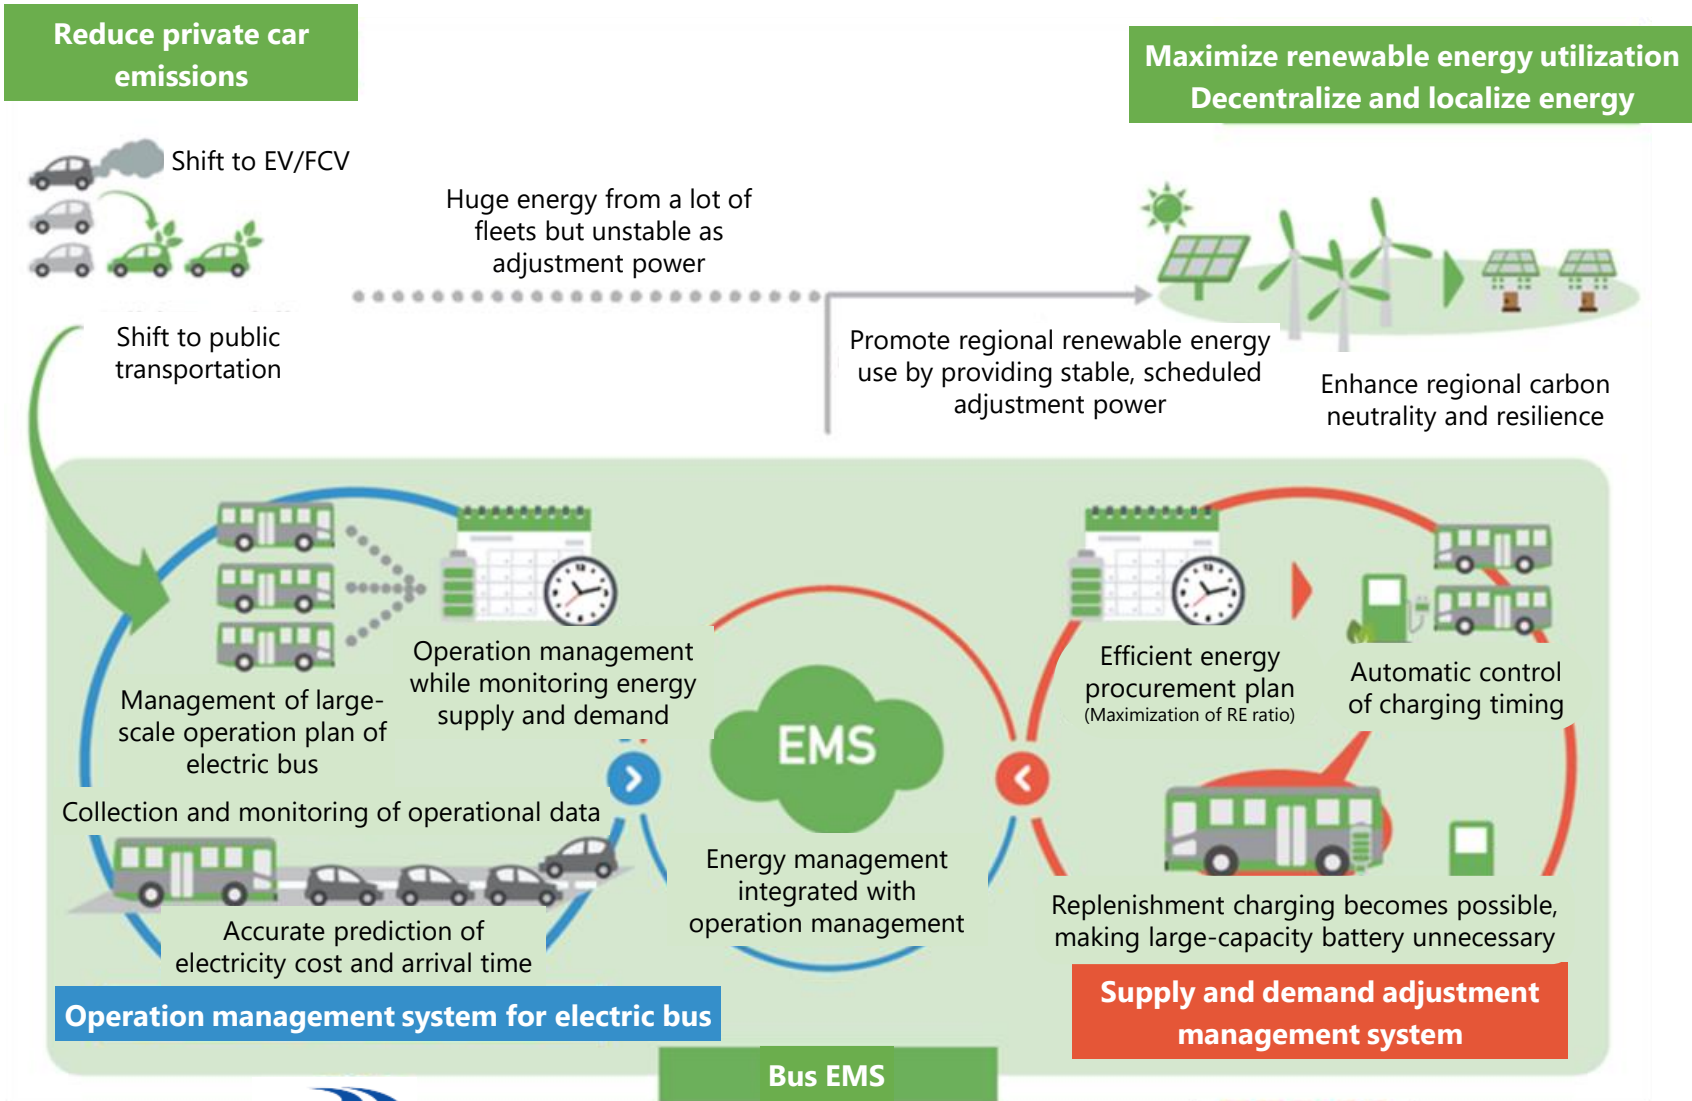 Reduce private car
emissions
Maximize renewable energy utilization
Decentralize and localize energy
Shift to EV/FCV
Huge energy from a lot of
fleets but unstable as
adjustment power
Shift to public
transportation
Promote regional renewable energy
use by providing stable, scheduled
adjustment power
Enhance regional carbon
neutrality and resilience
Operation management
while monitoring energy
supply and demand
Management of large-
scale operation plan of
electric bus
Collection and monitoring of operational data
Accurate prediction of
electricity cost and arrival time
Operation management system for electric bus
EMS
Energy management
integrated with
operation management
Efficient energy
procurement plan
(Maximization of RE ratio)
Automatic control
of charging timing
Replenishment charging becomes possible,
making large-capacity battery unnecessary
Supply and demand adjustment
management system
Bus EMS